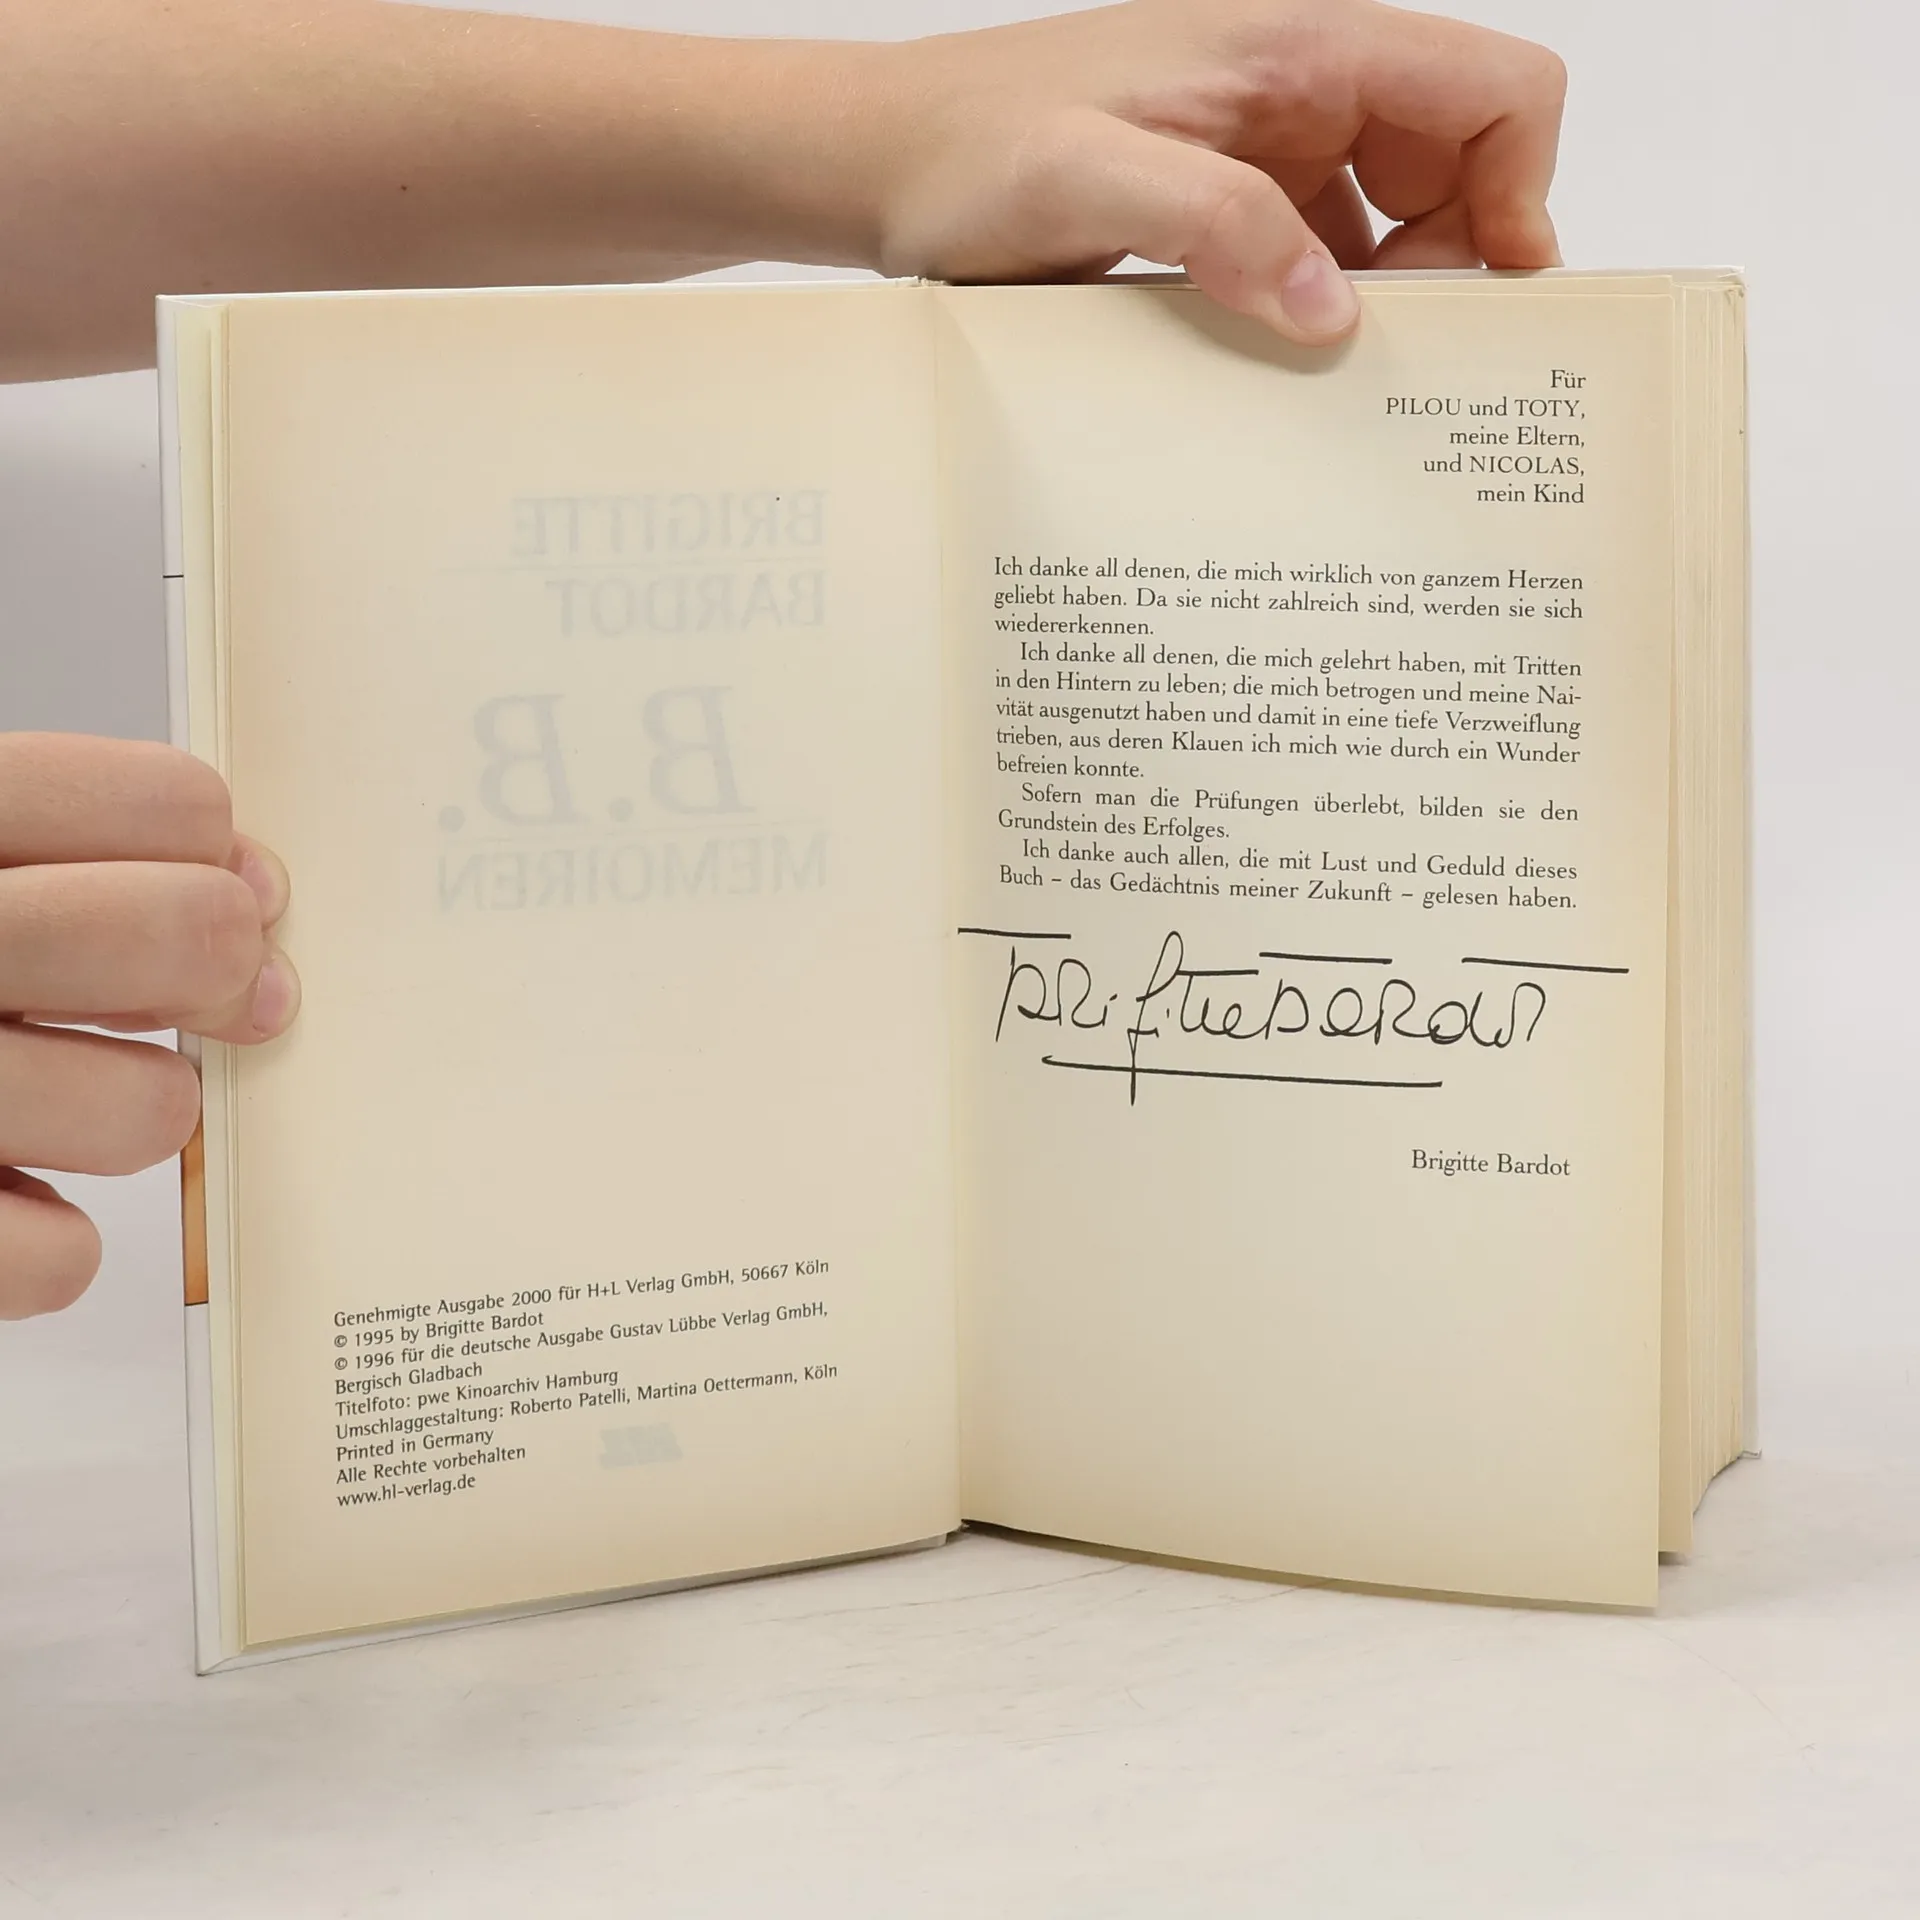 BRIGITTE
BARDOT
B. B.
MEMOIREN
Genehmigte Ausgabe 2000 für H+L Verlag GmbH, 50667 Köln
© 1995 by Brigitte Bardot
© 1996 für die deutsche Ausgabe Gustav Lübbe Verlag GmbH,
Bergisch Gladbach
Titelfoto: pwe Kinoarchiv Hamburg
Umschlaggestaltung: Roberto Patelli, Martina Oettermann, Köln
Printed in Germany
Alle Rechte vorbehalten
www.hl-verlag.de
Für
PILOU und TOTY,
meine Eltern,
und NICOLAS,
mein Kind
Ich danke all denen, die mich wirklich von ganzem Herzen
geliebt haben. Da sie nicht zahlreich sind, werden sie sich
wiedererkennen.
Ich danke all denen, die mich gelehrt haben, mit Tritten
in den Hintern zu leben; die mich betrogen und meine Nai-
vität ausgenutzt haben und damit in eine tiefe Verzweiflung
trieben, aus deren Klauen ich mich wie durch ein Wunder
befreien konnte.
Sofern man die Prüfungen überlebt, bilden sie den
Grundstein des Erfolges.
Ich danke auch allen, die mit Lust und Geduld dieses
Buch – das Gedächtnis meiner Zukunft – gelesen haben.
Brigitte Bardot
Brigitte Bardot